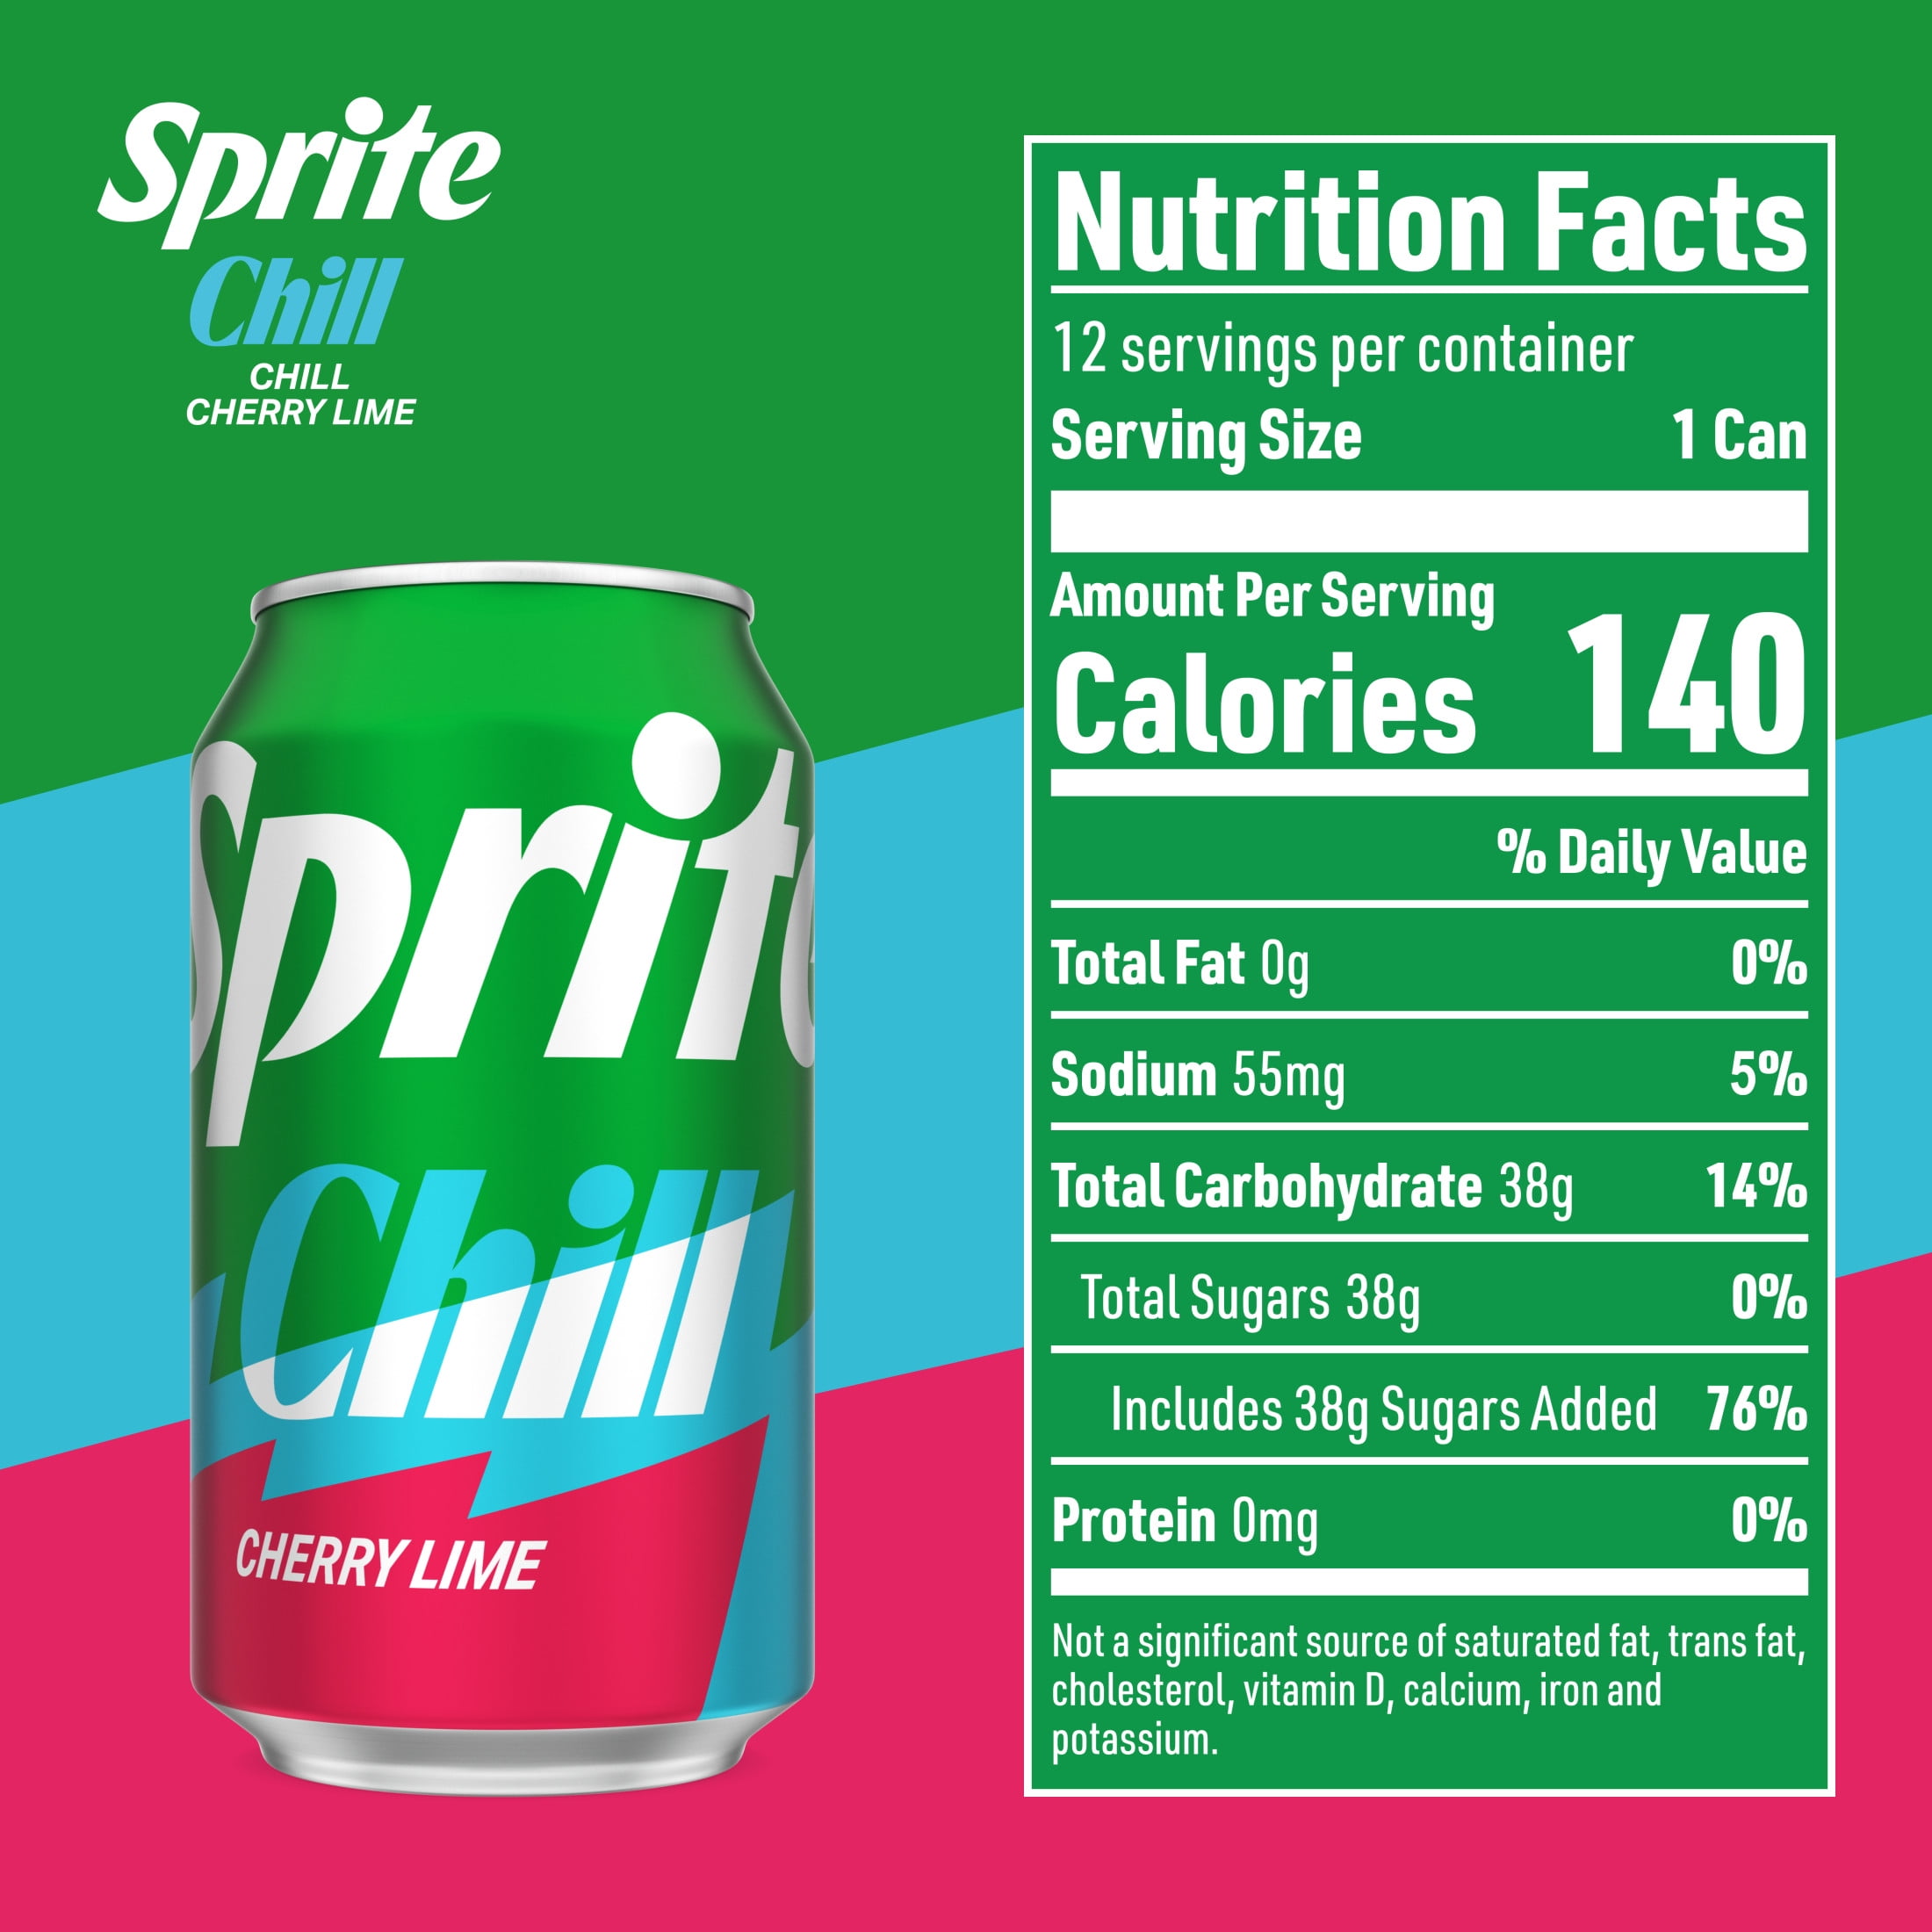 Sprite
Chill
CHILL
CHERRY LIME
Sprite
Chill
CHERRY LIME
Nutrition Facts
12 servings per container
Serving Size 1 Can
Amount Per Serving
Calories 140
% Daily Value
Total Fat 0g 0%
Sodium 55mg 5%
Total Carbohydrate 38g 14%
Total Sugars 38g 0%
Includes 38g Sugars Added 76%
Protein 0mg 0%
Not a significant source of saturated fat, trans fat,
cholesterol, vitamin D, calcium, iron and
potassium.